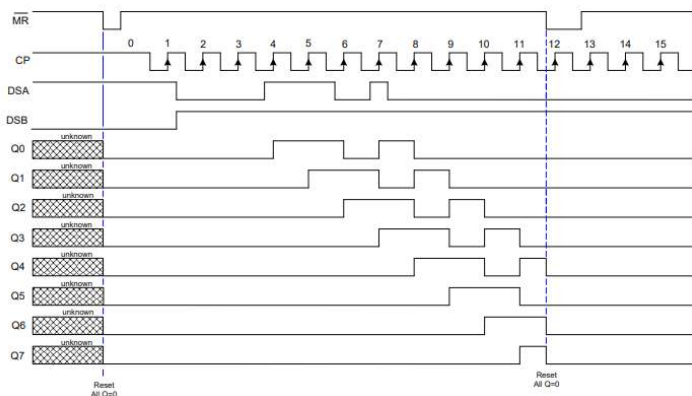 MR
0 1 2 3 4 5 6 7 8 9 10 11 12 13 14 15
CP
DSA
DSB
unknown
Q0
unknown
Q1
unknown
Q2
unknown
Q3
unknown
Q4
unknown
Q5
unknown
Q6
unknown
Q7
Reset
All Q=0
Reset
All Q=0